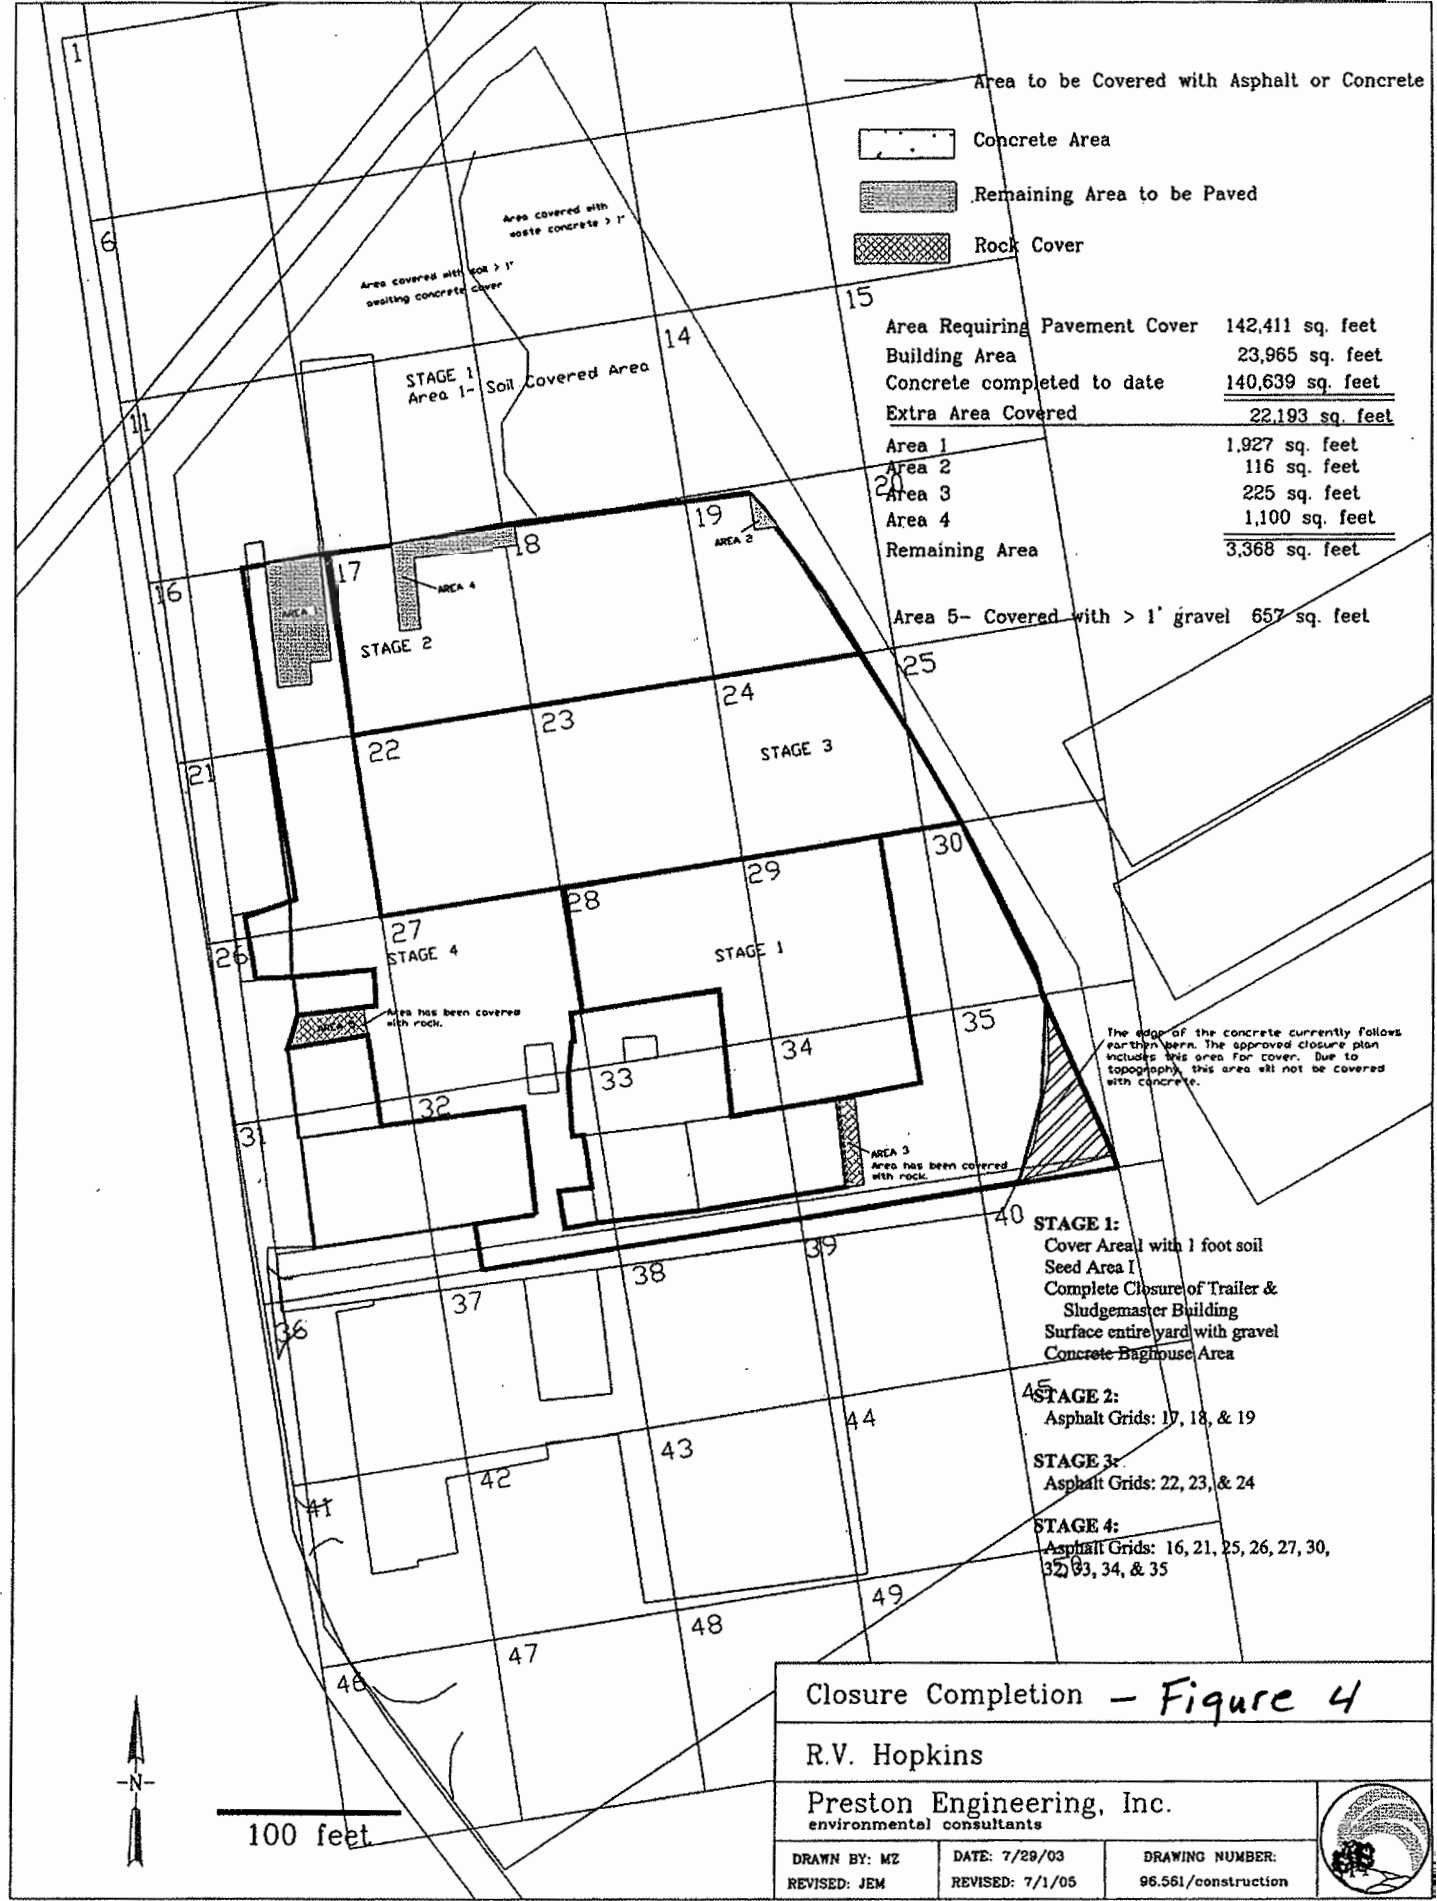 Area to be Covered with Asphalt or Concrete
Concrete Area
Remaining Area to be Paved
Rock Cover
Area Requiring Pavement Cover 142,411 sq. feet
Building Area 23,965 sq. feet
Concrete completed to date 140,639 sq. feet
Extra Area Covered 22,193 sq. feet
Area 1 1,927 sq. feet
Area 2 116 sq. feet
Area 3 225 sq. feet
Area 4 1,100 sq. feet
Remaining Area 3,368 sq. feet
Area 5- Covered with > 1' gravel 657 sq. feet
1
6
Area covered with
waste concrete > 1'
Area covered with soil > 1'
awaiting concrete cover
15
14
STAGE 1
Area 1- Soil Covered Area
11
20
19
AREA 2
18
17
16
AREA
AREA 4
STAGE 2
25
24
23
22
21
STAGE 3
30
29
28
27
26
STAGE 4
STAGE 1
Area has been covered
with rock.
35
34
33
32
31
The edge of the concrete currently follows
earthen berm. The approved closure plan
includes this area for cover. Due to
topography, this area will not be covered
with concrete.
AREA 3
Area has been covered
with rock.
40
39
38
37
36
STAGE 1:
Cover Area 1 with 1 foot soil
Seed Area I
Complete Closure of Trailer &
Sludgemaster Building
Surface entire yard with gravel
Concrete Baghouse Area
45
STAGE 2:
Asphalt Grids: 17, 18, & 19
44
43
42
41
STAGE 3:
Asphalt Grids: 22, 23, & 24
STAGE 4:
Asphalt Grids: 16, 21, 25, 26, 27, 30,
32, 33, 34, & 35
50
49
48
47
46
-N-
100 feet
Closure Completion - Figure 4
R.V. Hopkins
Preston Engineering, Inc.
environmental consultants
DRAWN BY: MZ
REVISED: JEM
DATE: 7/29/03
REVISED: 7/1/05
DRAWING NUMBER:
96.561/construction